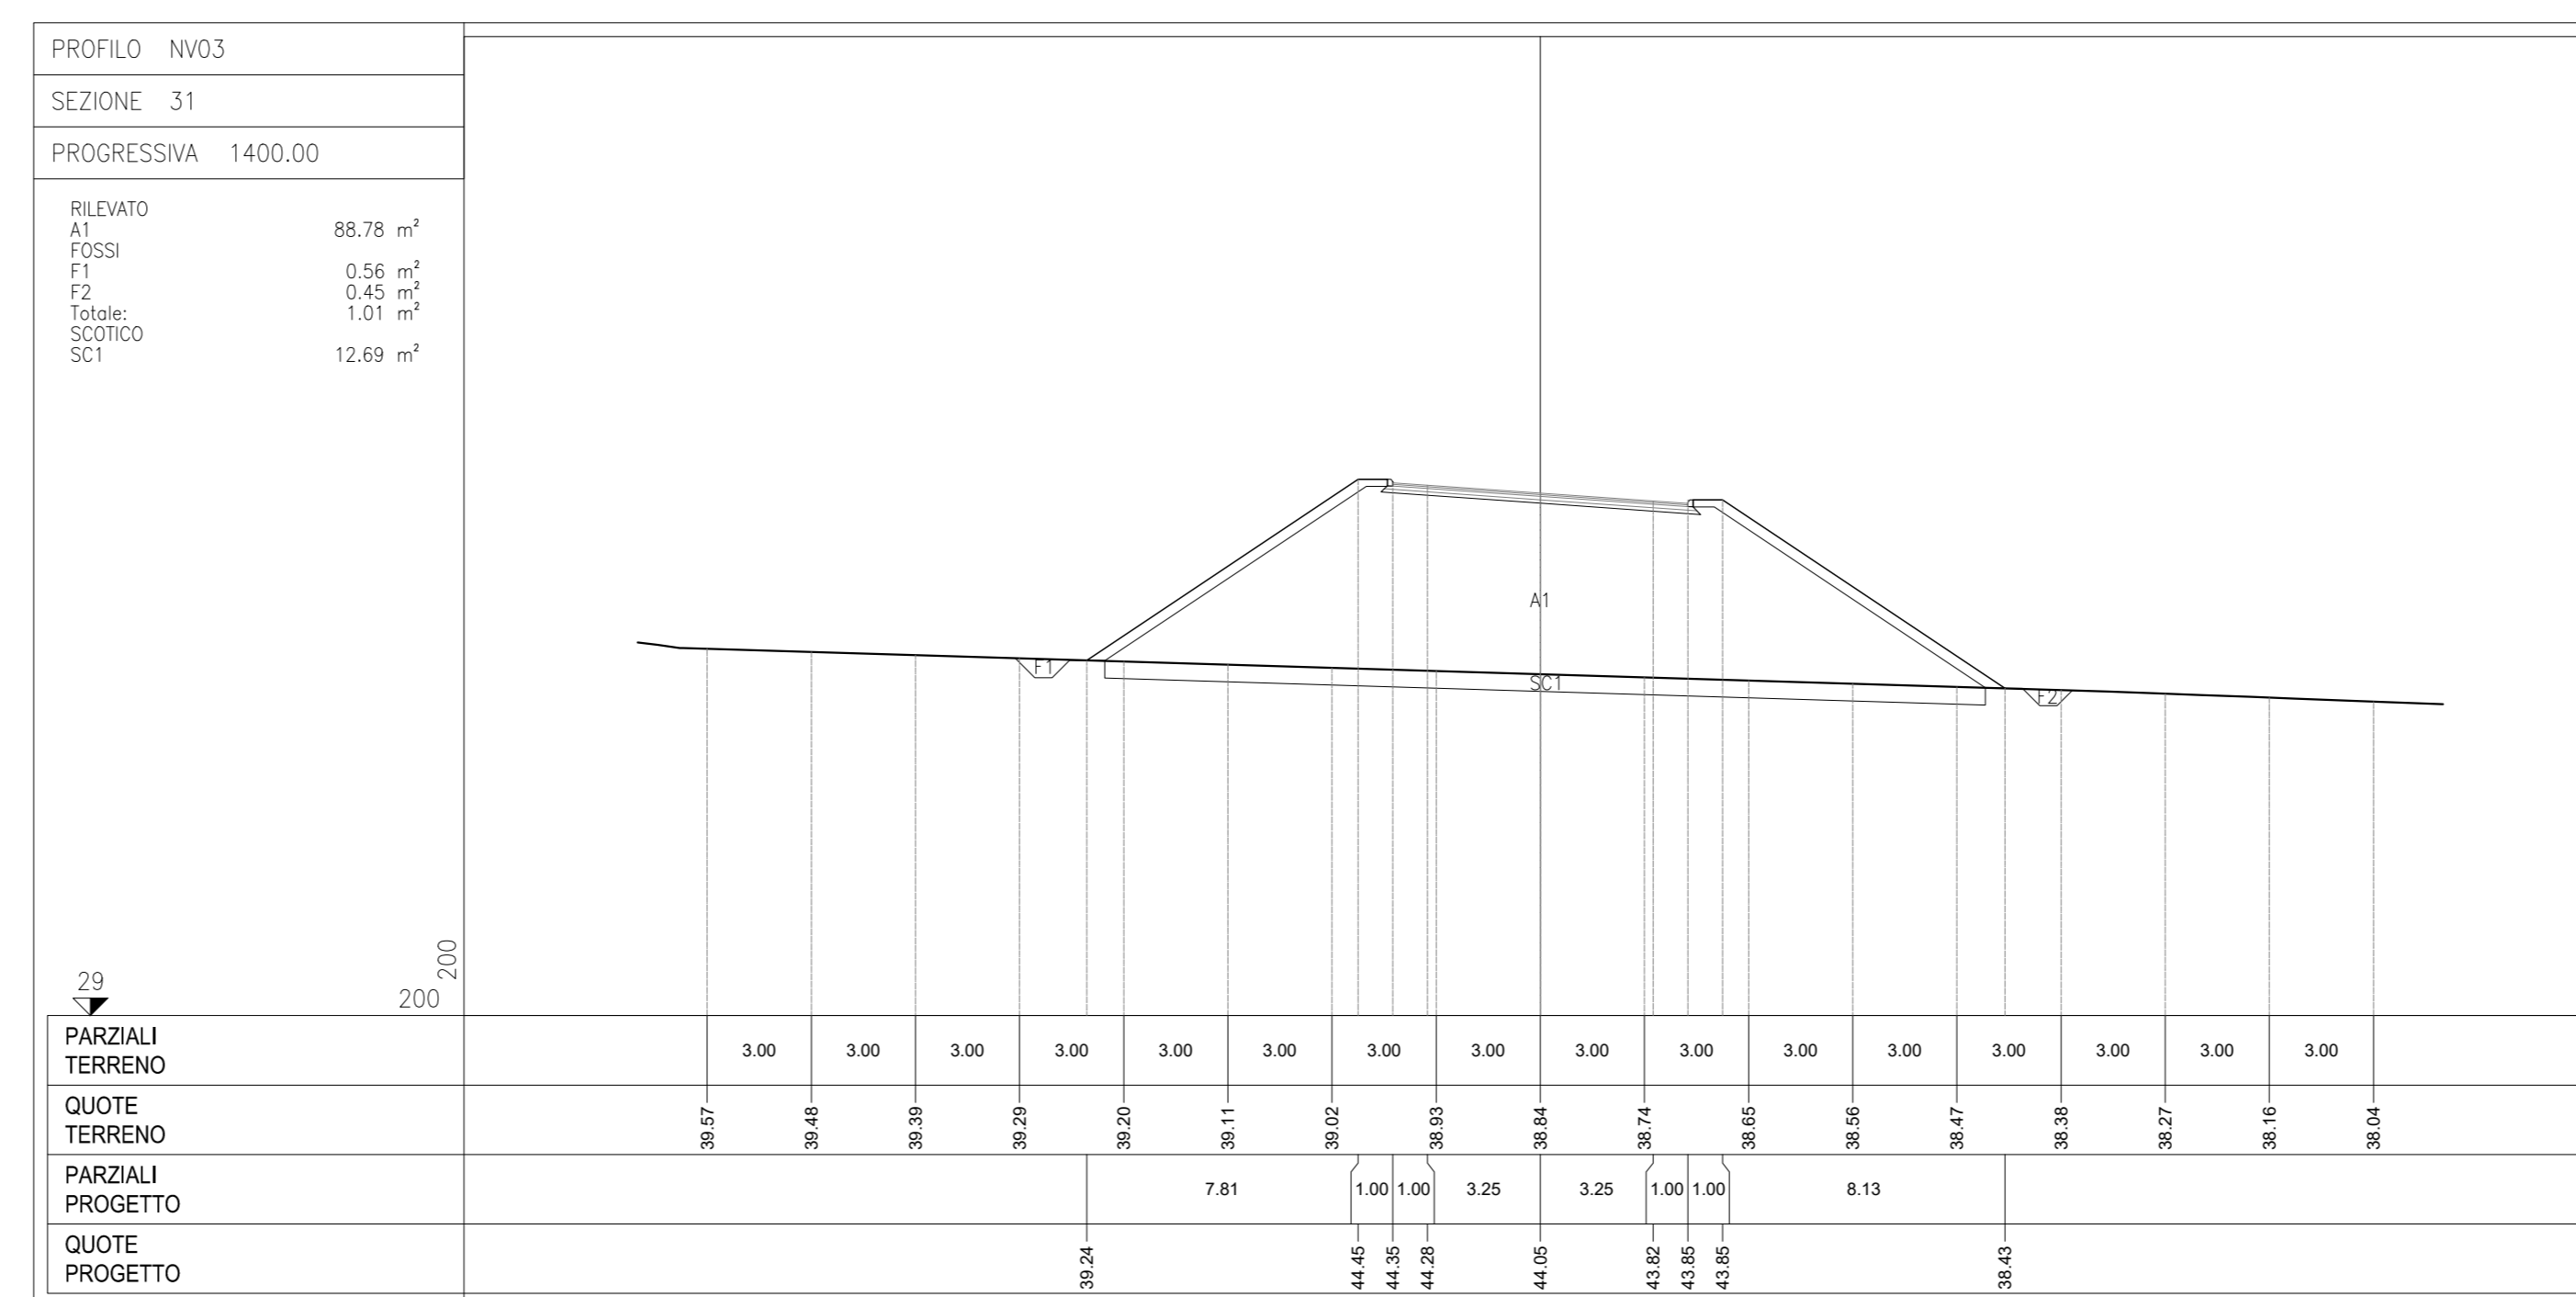 PROFILO NV03
SEZIONE 31
PROGRESSIVA 1400.00
RILEVATO
A1 88.78 m²
FOSSI
F1 0.56 m²
F2 0.45 m²
Totale: 1.01 m²
SCOTICO
SC1 12.69 m²
A1
F1
SC1
F2
200
29
200
PARZIALI
TERRENO
3.00 3.00 3.00 3.00 3.00 3.00 3.00 3.00 3.00 3.00 3.00 3.00 3.00 3.00 3.00 3.00
QUOTE
TERRENO
39.57 39.48 39.39 39.29 39.20 39.11 39.02 38.93 38.84 38.74 38.65 38.56 38.47 38.38 38.27 38.16 38.04
PARZIALI
PROGETTO
7.81 1.00 1.00 3.25 3.25 1.00 1.00 8.13
QUOTE
PROGETTO
39.24 44.45 44.35 44.28 44.05 43.82 43.85 43.85 38.43